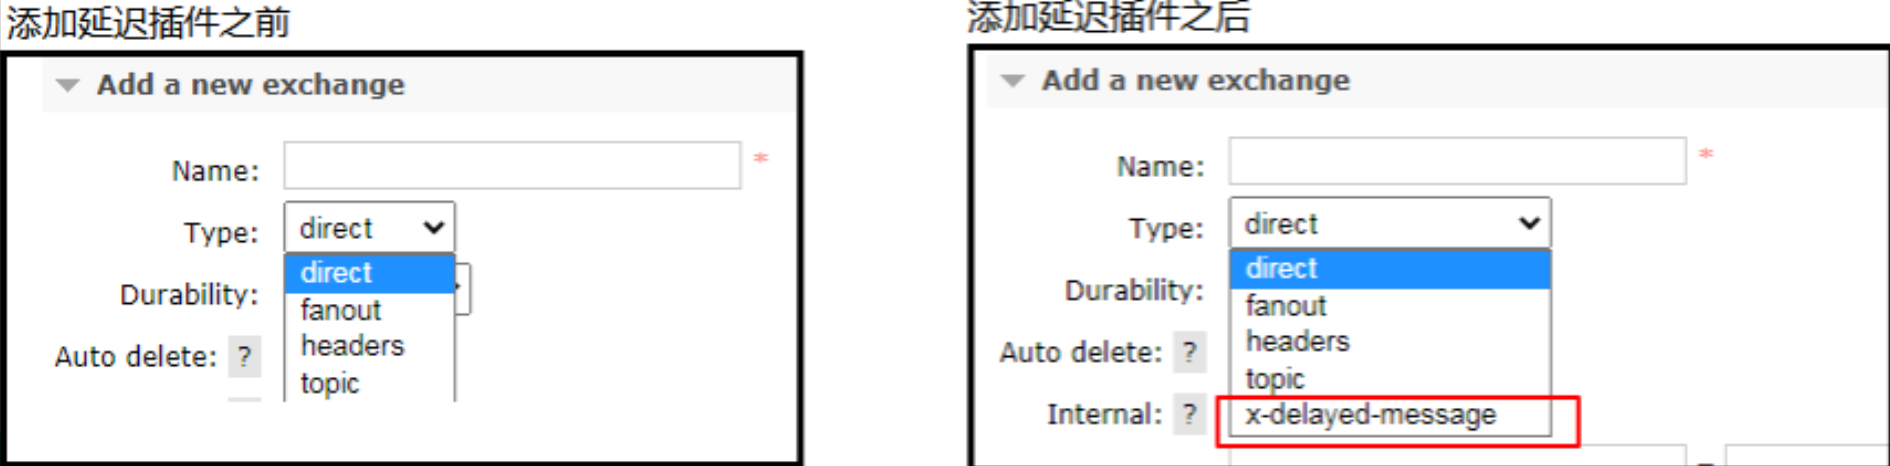 添加延迟插件之前
Add a new exchange
Name:
*
Type:
direct
direct
Durability:
fanout
headers
Auto delete: ?
topic
添加延迟插件之后
Add a new exchange
Name:
*
Type:
direct
direct
Durability:
fanout
headers
Auto delete: ?
topic
Internal: ?
x-delayed-message